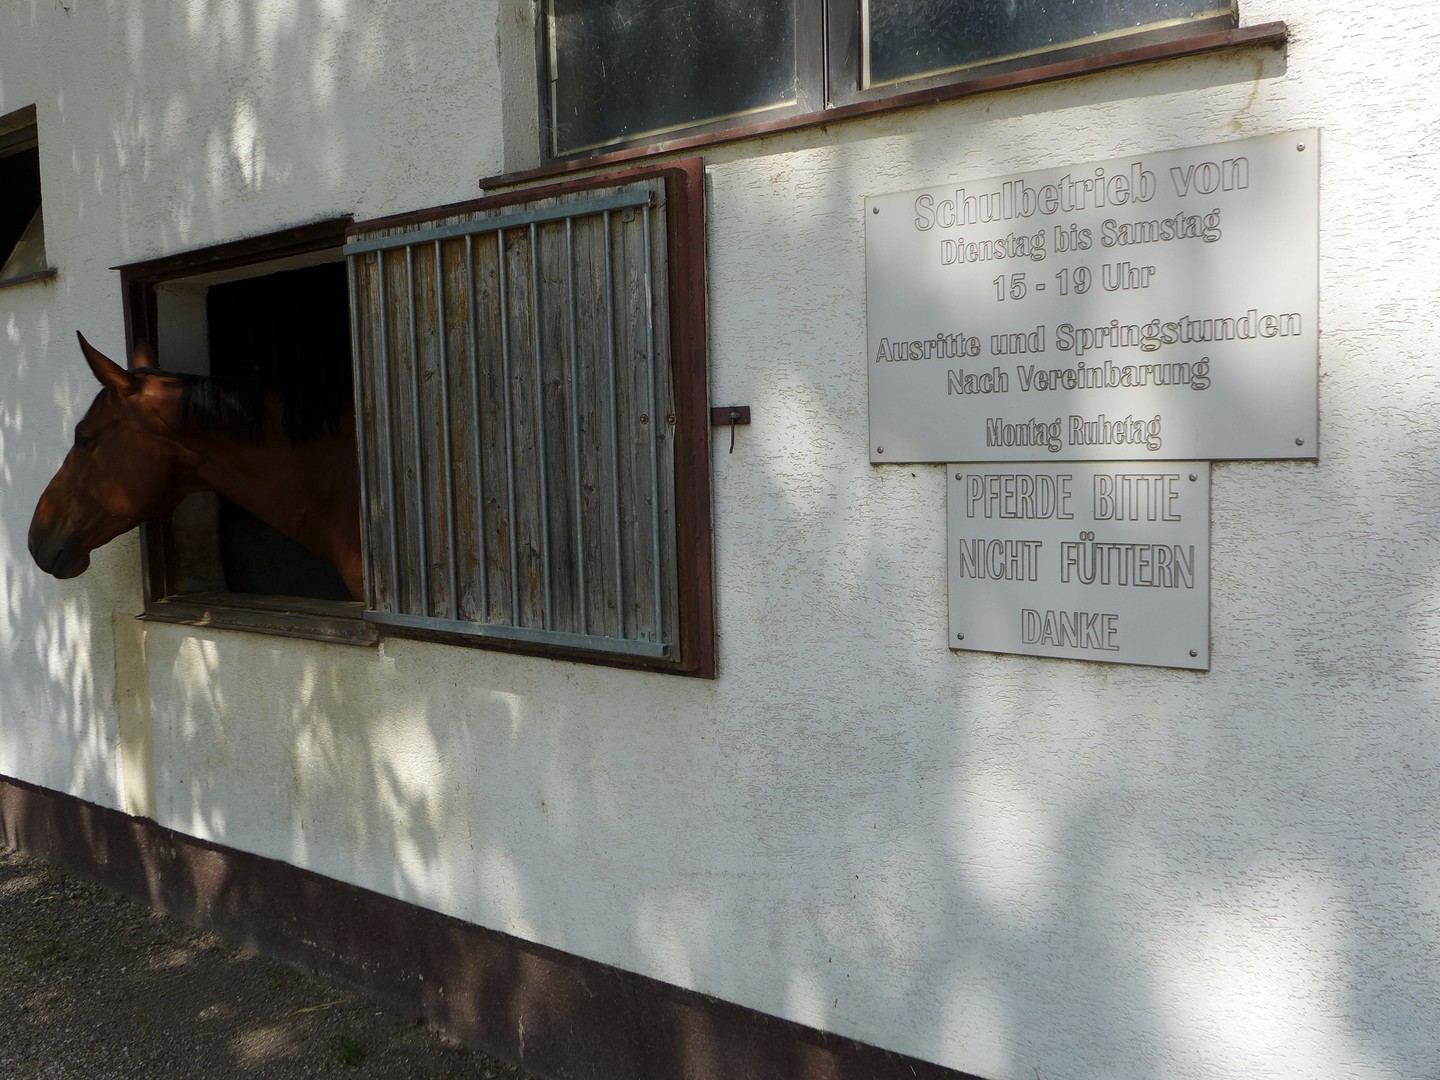 Schulbetrieb von
Dienstag bis Samstag
15 - 19 Uhr
Ausritte und Springstunden
Nach Vereinbarung
Montag Ruhetag
PFERDE BITTE
NICHT FÜTTERN
DANKE